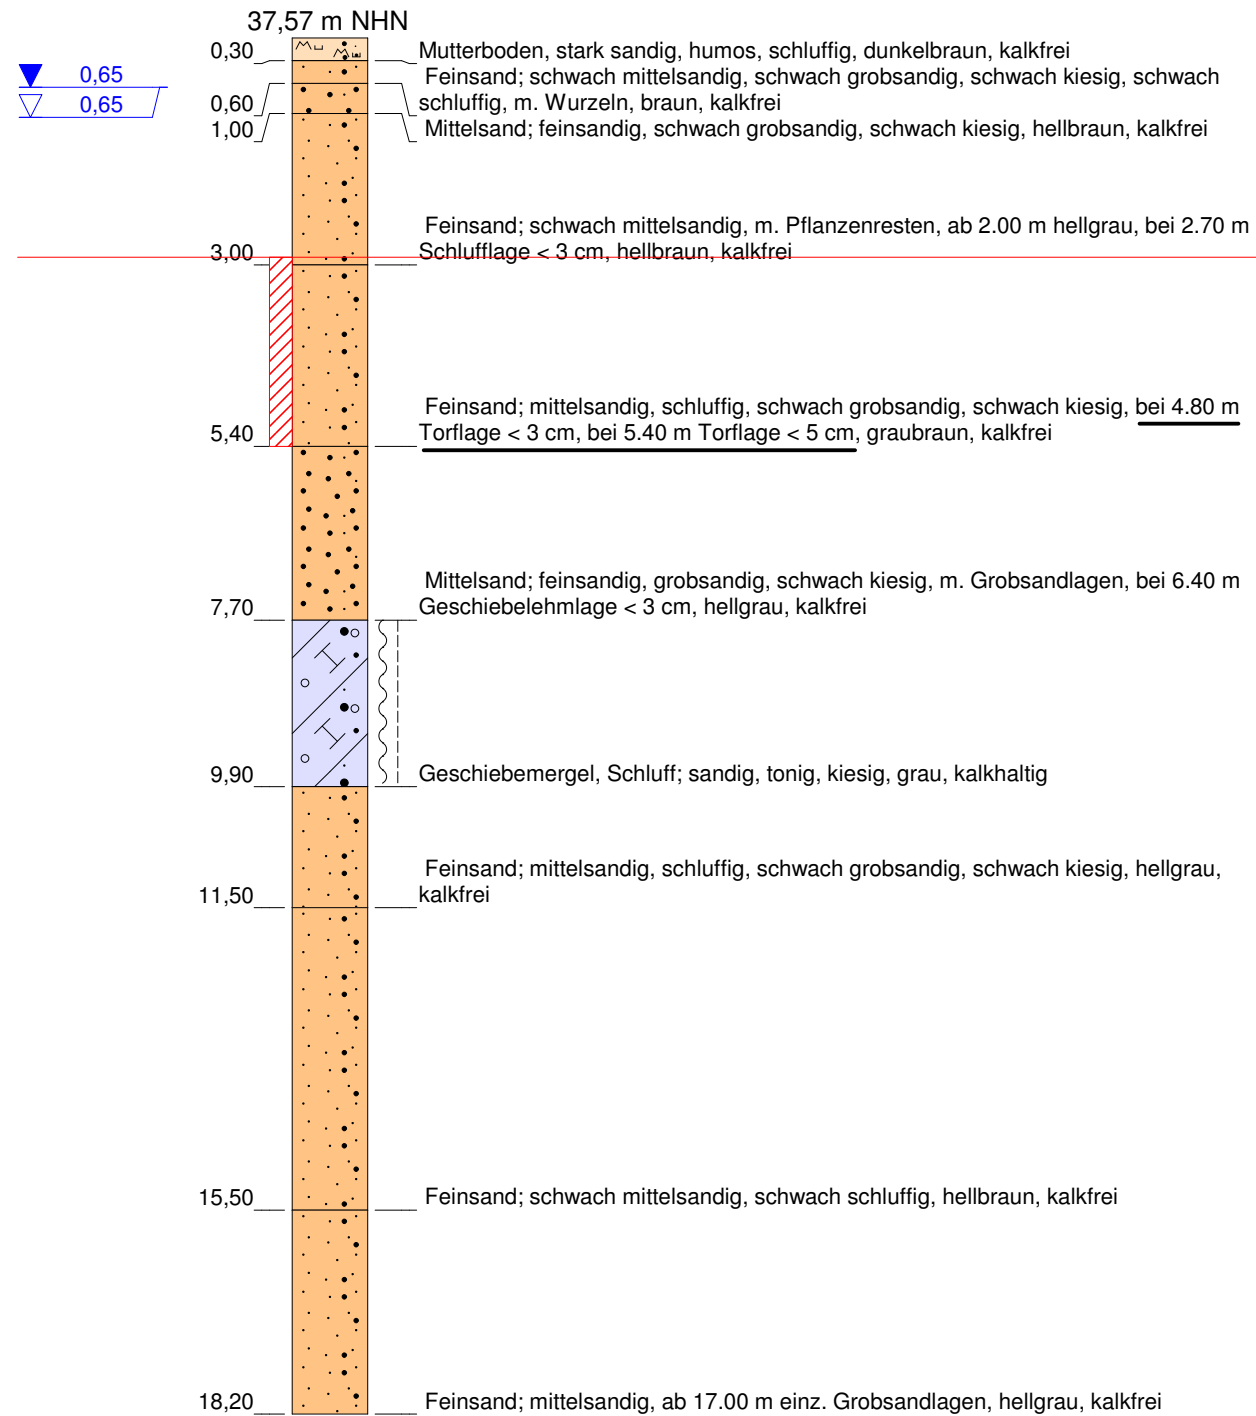 37,57 m NHN
0,30 Mutterboden, stark sandig, humos, schluffig, dunkelbraun, kalkfrei
0,65
0,65
Feinsand; schwach mittelsandig, schwach grobsandig, schwach kiesig, schwach
0,60 schluffig, m. Wurzeln, braun, kalkfrei
1,00 Mittelsand; feinsandig, schwach grobsandig, schwach kiesig, hellbraun, kalkfrei
Feinsand; schwach mittelsandig, m. Pflanzenresten, ab 2.00 m hellgrau, bei 2.70 m
3,00 Schlufflage < 3 cm, hellbraun, kalkfrei
Feinsand; mittelsandig, schluffig, schwach grobsandig, schwach kiesig, bei 4.80 m
5,40 Torflage < 3 cm, bei 5.40 m Torflage < 5 cm, graubraun, kalkfrei
Mittelsand; feinsandig, grobsandig, schwach kiesig, m. Grobsandlagen, bei 6.40 m
7,70 Geschiebelehmlage < 3 cm, hellgrau, kalkfrei
9,90 Geschiebemergel, Schluff; sandig, tonig, kiesig, grau, kalkhaltig
Feinsand; mittelsandig, schluffig, schwach grobsandig, schwach kiesig, hellgrau,
11,50 kalkfrei
15,50 Feinsand; schwach mittelsandig, schwach schluffig, hellbraun, kalkfrei
18,20 Feinsand; mittelsandig, ab 17.00 m einz. Grobsandlagen, hellgrau, kalkfrei